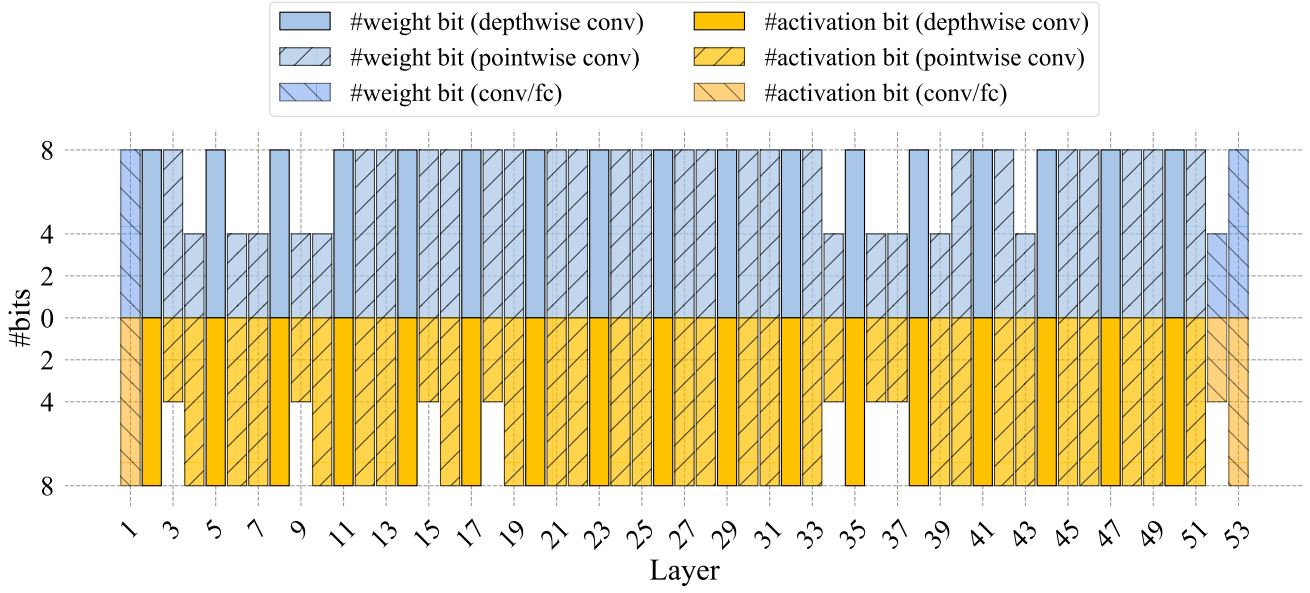 #weight bit (depthwise conv) #activation bit (depthwise conv)
#weight bit (pointwise conv) #activation bit (pointwise conv)
#weight bit (conv/fc) #activation bit (conv/fc)
#bits
8
4
2
0
2
4
8
1 3 5 7 9 11 13 15 17 19 21 23 25 27 29 31 33 35 37 39 41 43 45 47 49 51 53
Layer